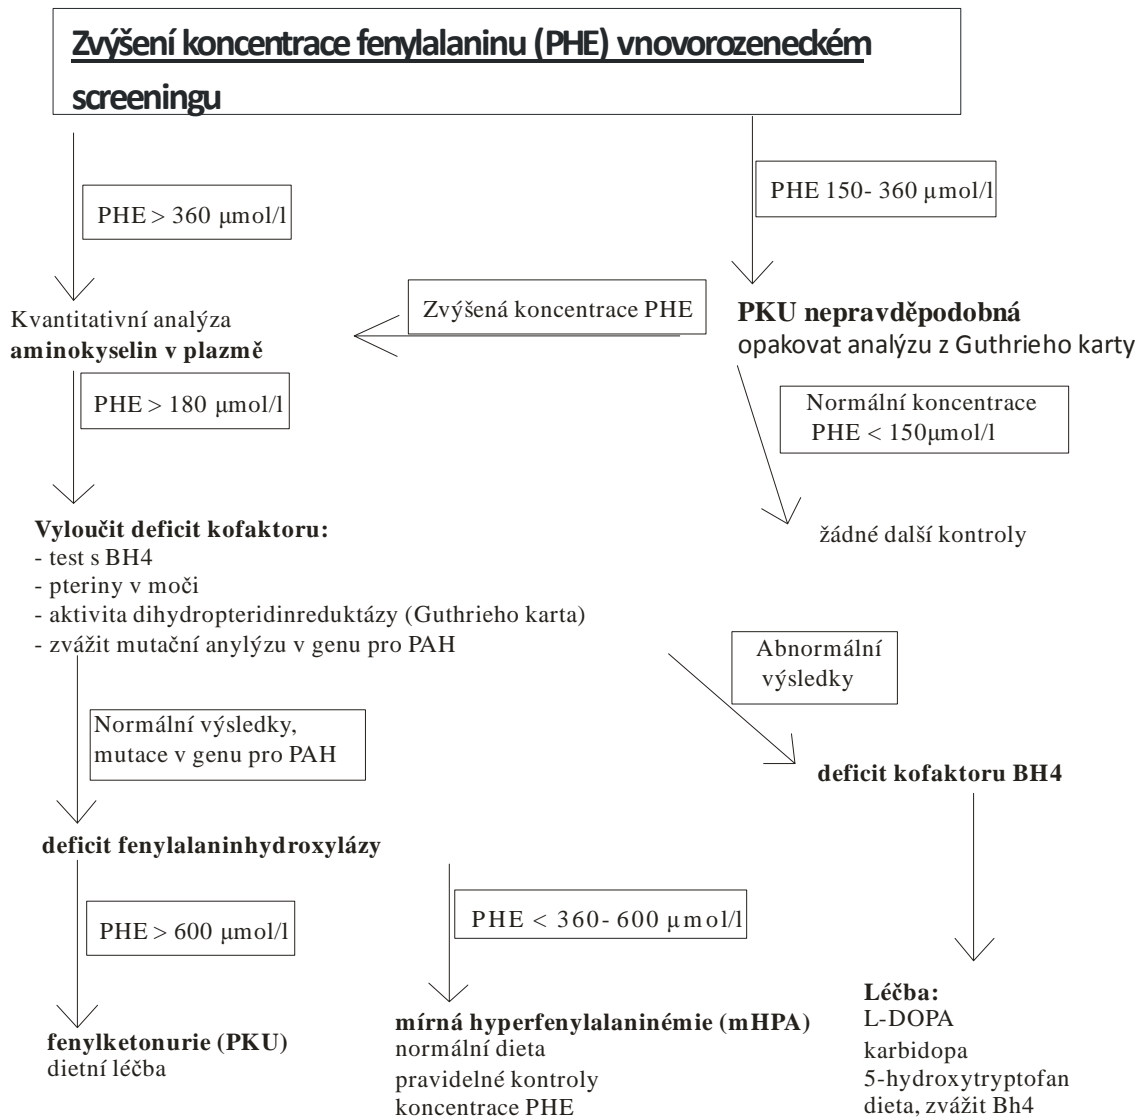 Zvýšení koncentrace fenylalaninu (PHE) vnovorozeneckém
screeningu
PHE > 360 μmol/l
PHE 150- 360 μmol/l
Kvantitativní analýza
aminokyselin v plazmě
Zvýšená koncentrace PHE
PKU nepravděpodobná
opakovat analýzu z Guthrieho karty
PHE > 180 μmol/l
Normální koncentrace
PHE < 150μmol/l
žádné další kontroly
Vyloučit deficit kofaktoru:
- test s BH4
- pteriny v moči
- aktivita dihydropteridinreduktázy (Guthrieho karta)
- zvážit mutační anylýzu v genu pro PAH
Abnormální
výsledky
Normální výsledky,
mutace v genu pro PAH
deficit kofaktoru BH4
deficit fenylalaninhydroxylázy
PHE > 600 μmol/l
PHE < 360- 600 μmol/l
fenylketonurie (PKU)
dietní léčba
mírná hyperfenylalaninémie (mHPA)
normální dieta
pravidelné kontroly
koncentrace PHE
Léčba:
L-DOPA
karbidopa
5-hydroxytryptofan
dieta, zvážit Bh4